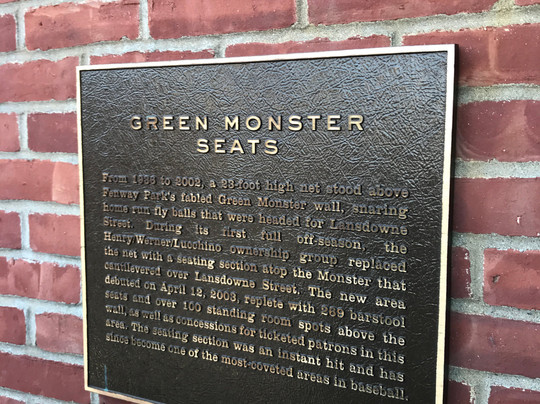 GREEN MONSTER
SEATS
From 1936 to 2002, a 23-foot high net stood above
Fenway Park's fabled Green Monster wall, snaring
home run fly balls that were headed for Lansdowne
Street. During its first full off-season, the
Henry/Werner/Lucchino ownership group replaced
the net with a seating section atop the Monster that
cantilevered over Lansdowne Street. The new area
debuted on April 12, 2003, replete with 269 barstool
seats and over 100 standing room spots above the
wall, as well as concessions for ticketed patrons in this
area. The seating section was an instant hit and has
since become one of the most-coveted areas in baseball.